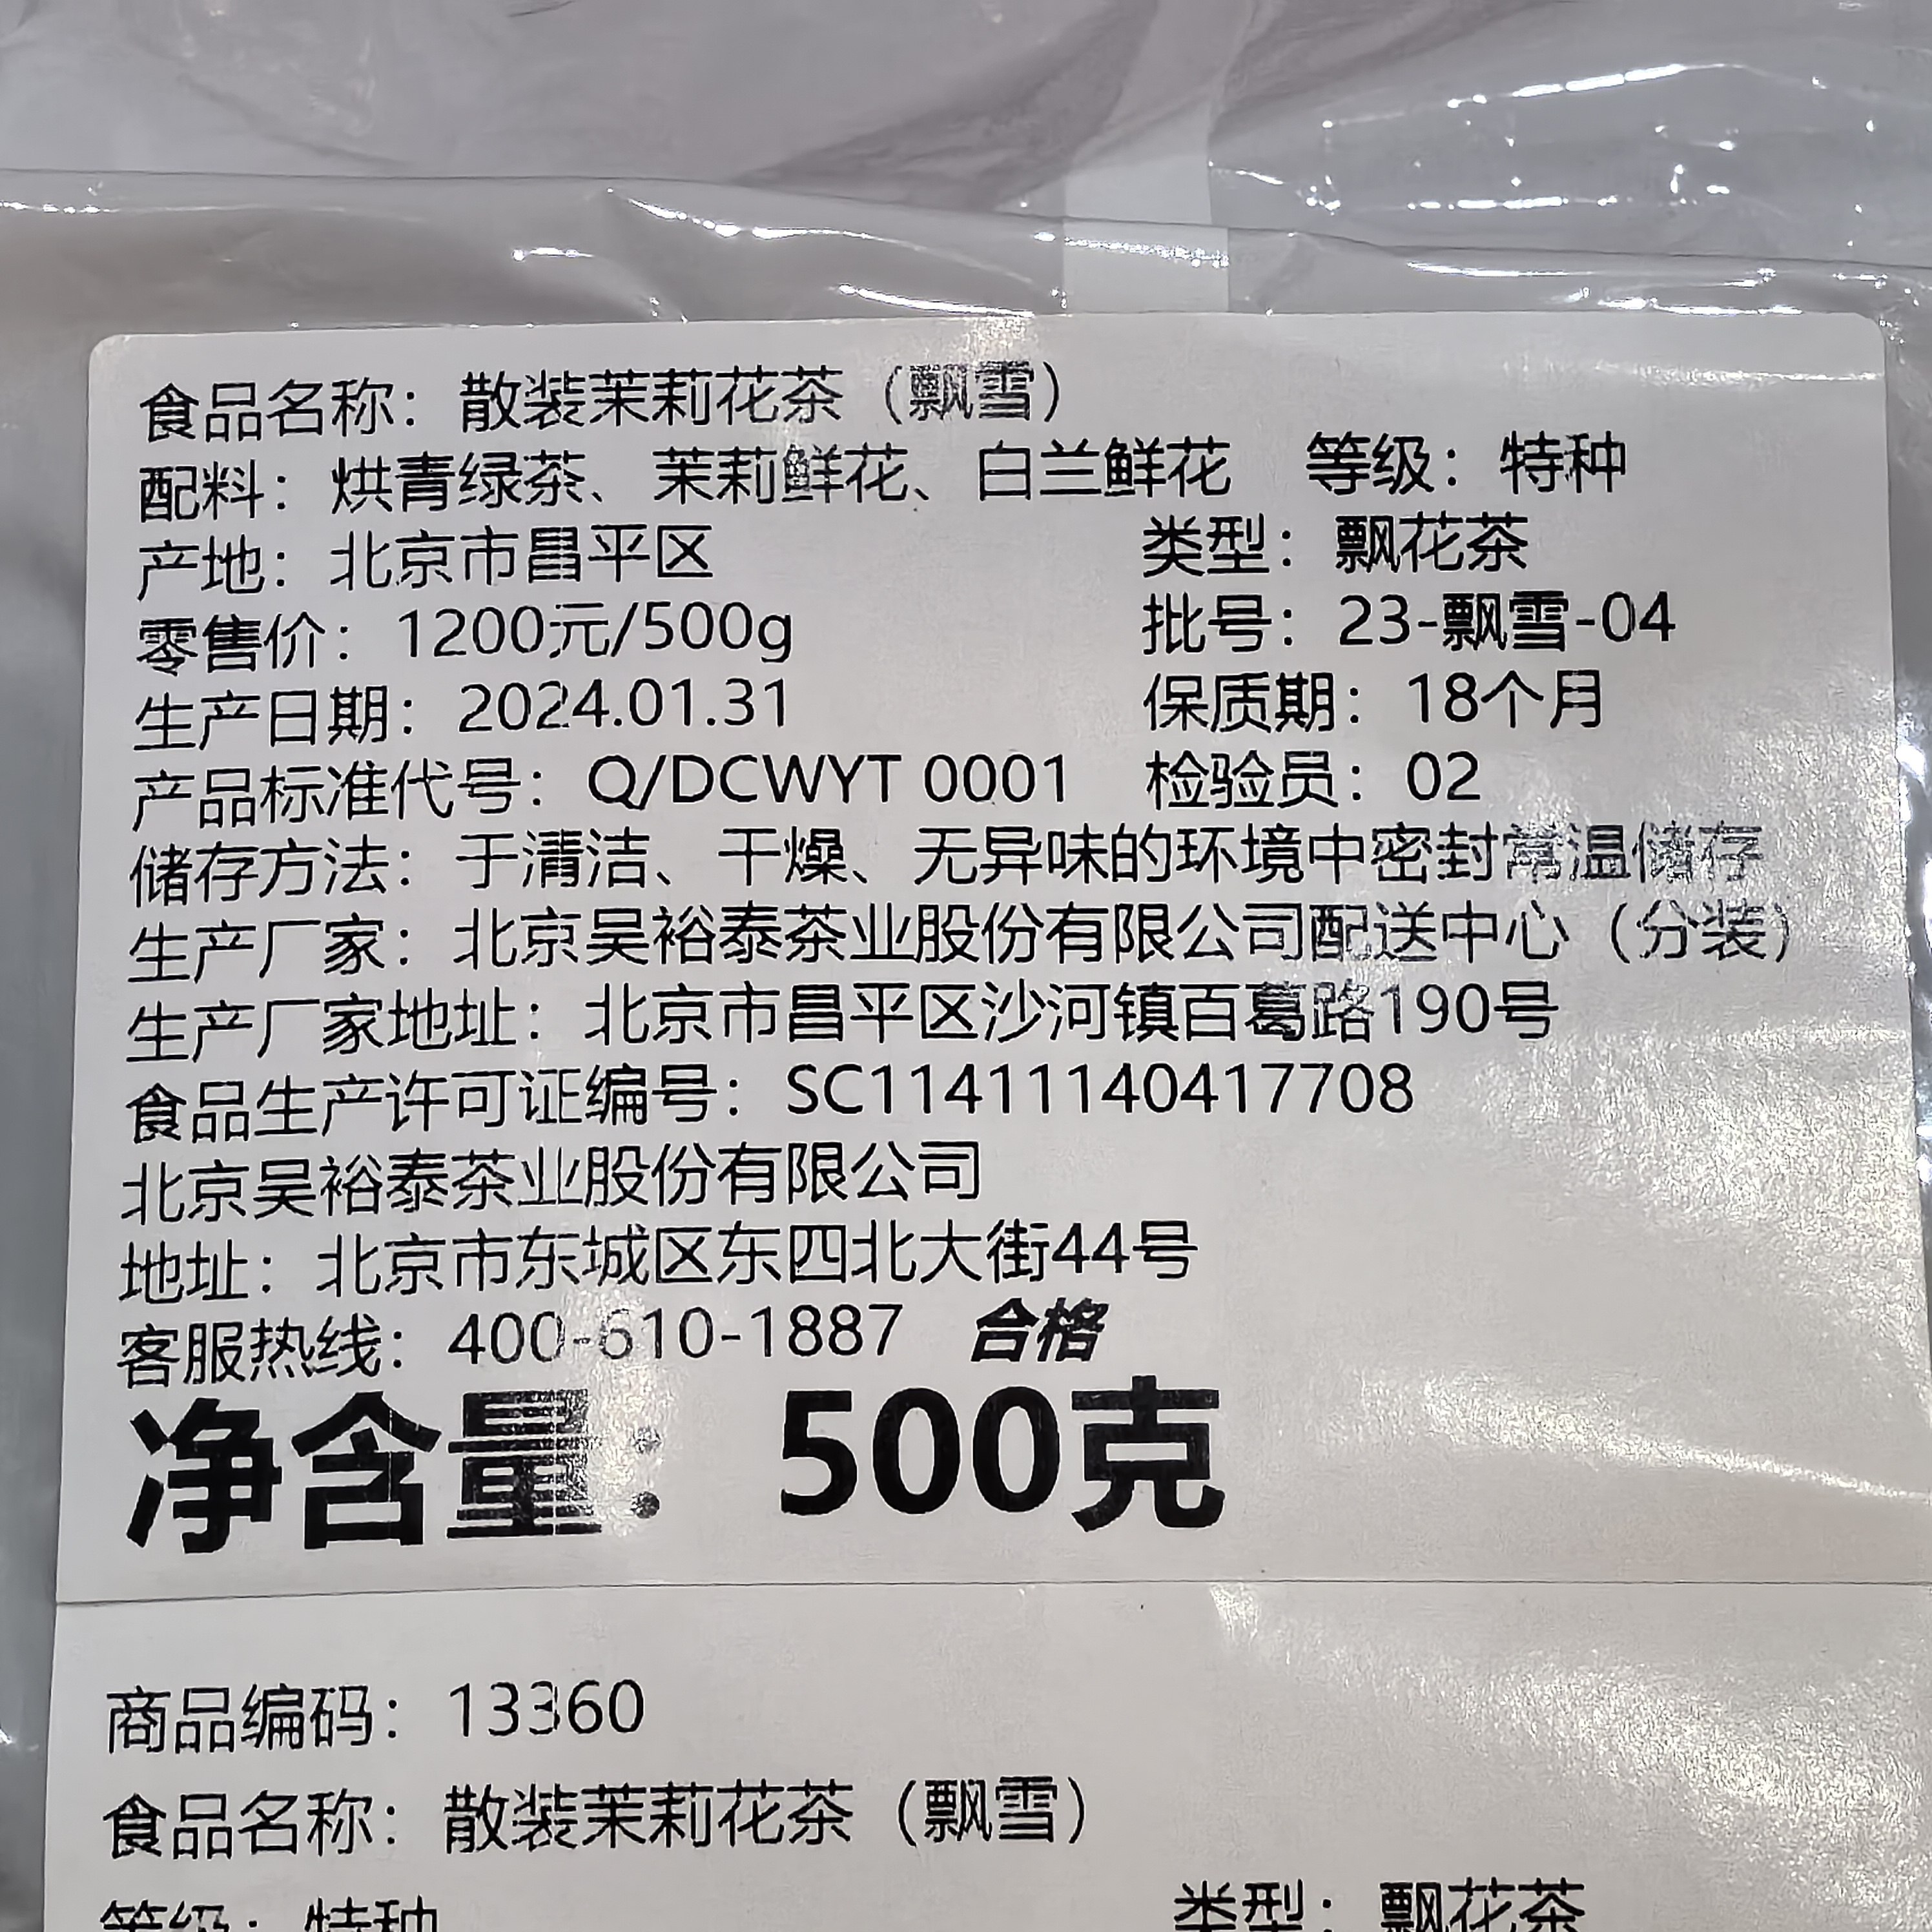 食品名称：散装茉莉花茶（飘雪）
配料：烘青绿茶、茉莉鲜花、白兰鲜花 等级：特种
产地：北京市昌平区 类型：飘花茶
零售价：1200元/500g 批号：23-飘雪-04
生产日期：2024.01.31 保质期：18个月
产品标准代号：Q/DCWYT 0001 检验员：02
储存方法：于清洁、干燥、无异味的环境中密封常温储存
生产厂家：北京吴裕泰茶业股份有限公司配送中心（分装）
生产厂家地址：北京市昌平区沙河镇百葛路190号
食品生产许可证编号：SC11411140417708
北京吴裕泰茶业股份有限公司
地址：北京市东城区东四北大街44号
客服热线：400-610-1887 合格
净含量：500克
商品编码：13360
食品名称：散装茉莉花茶（飘雪）
等级：特种 类型：飘花茶